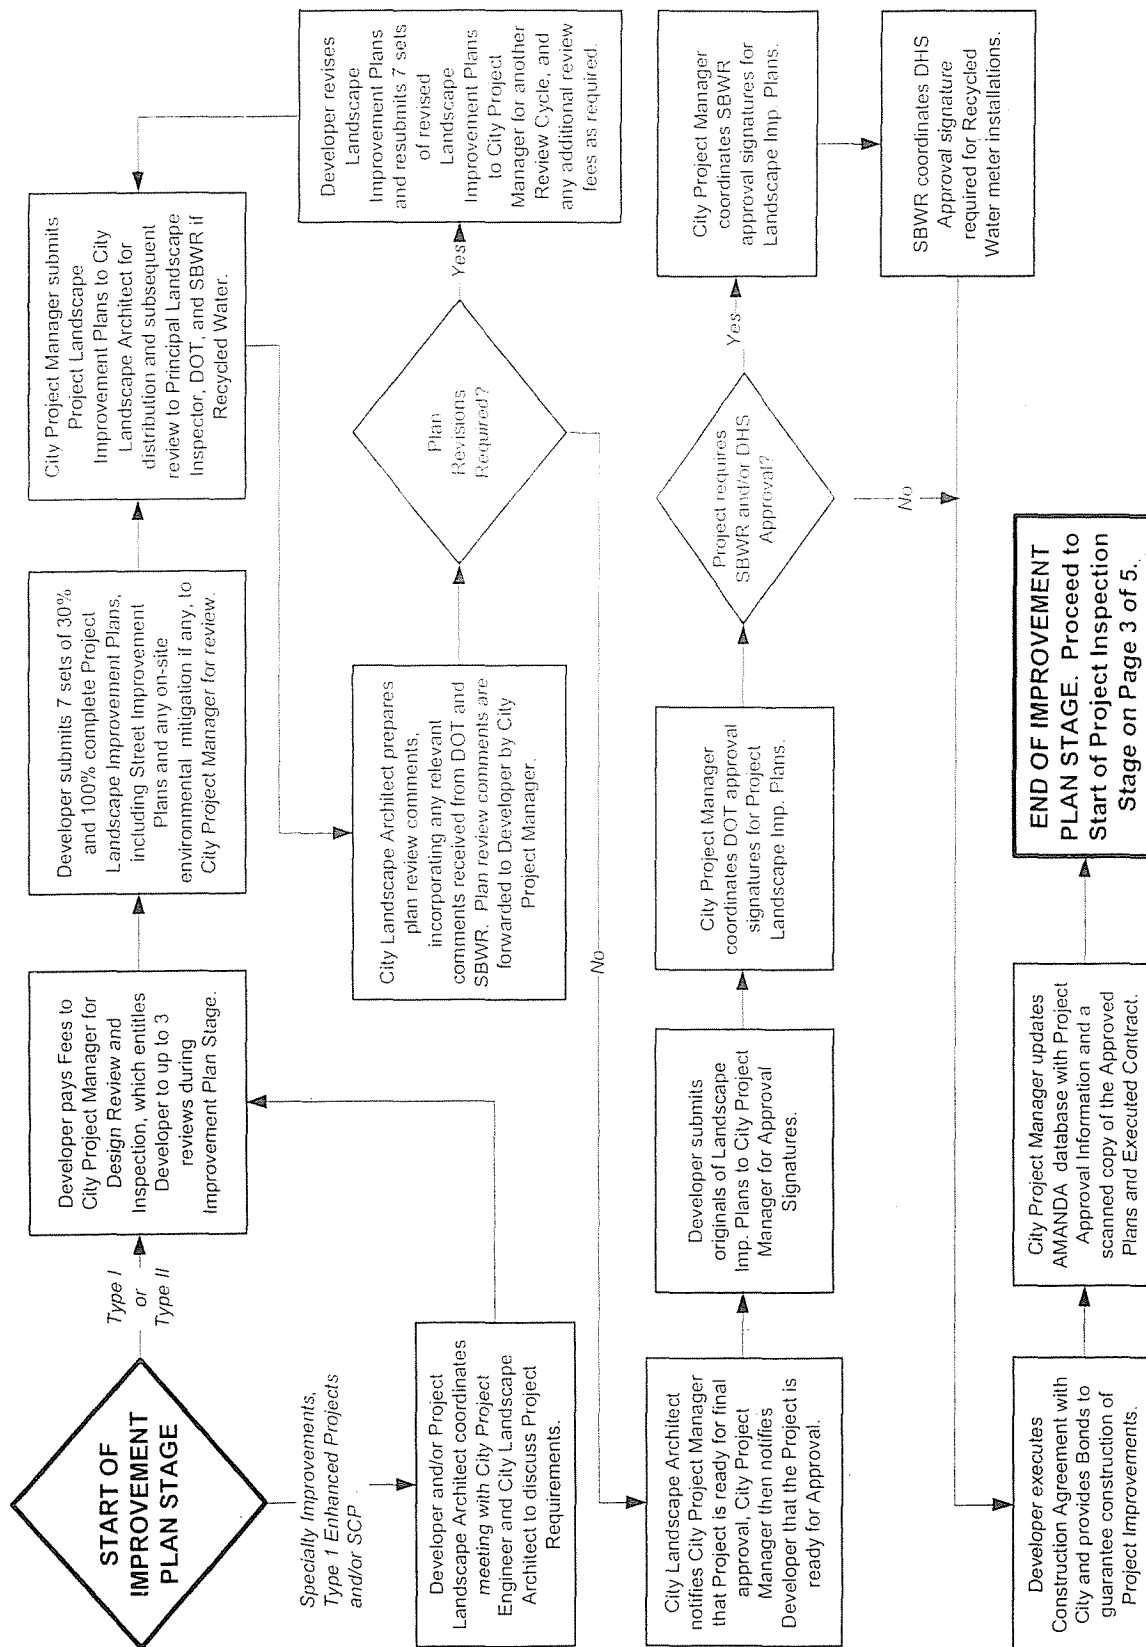 START OF
IMPROVEMENT
PLAN STAGE
Type I
or
Type II
Specialty Improvements,
Type 1 Enhanced Projects
and/or SCP
Developer pays Fees to
City Project Manager for
Design Review and
Inspection, which entitles
Developer to up to 3
reviews during
Improvement Plan Stage.
Developer submits 7 sets of 30%
and 100% complete Project
Landscape Improvement Plans,
including Street Improvement
Plans and any on-site
environmental mitigation if any, to
City Project Manager for review.
City Project Manager submits
Project Landscape
Improvement Plans to City
Landscape Architect for
distribution and subsequent
review to Principal Landscape
Inspector, DOT, and SBWR if
Recycled Water.
Developer and/or Project
Landscape Architect coordinates
meeting with City Project
Engineer and City Landscape
Architect to discuss Project
Requirements.
City Landscape Architect prepares
plan review comments,
incorporating any relevant
comments received from DOT and
SBWR. Plan review comments are
forwarded to Developer by City
Project Manager.
Plan
Revisions
Required?
Yes
No
Developer revises
Landscape
Improvement Plans
and resubmits 7 sets
of revised
Landscape
Improvement Plans
to City Project
Manager for another
Review Cycle, and
any additional review
fees as required.
City Landscape Architect
notifies City Project Manager
that Project is ready for final
approval, City Project
Manager then notifies
Developer that the Project is
ready for Approval.
Developer submits
originals of Landscape
Imp. Plans to City Project
Manager for Approval
Signatures.
City Project Manager
coordinates DOT approval
signatures for Project
Landscape Imp. Plans.
Project requires
SBWR and/or DHS
Approval?
Yes
No
City Project Manager
coordinates SBWR
approval signatures for
Landscape Imp. Plans.
SBWR coordinates DHS
Approval signature
required for Recycled
Water meter installations.
Developer executes
Construction Agreement with
City and provides Bonds to
guarantee construction of
Project Improvements.
City Project Manager updates
AMANDA database with Project
Approval Information and a
scanned copy of the Approved
Plans and Executed Contract.
END OF IMPROVEMENT
PLAN STAGE. Proceed to
Start of Project Inspection
Stage on Page 3 of 5.